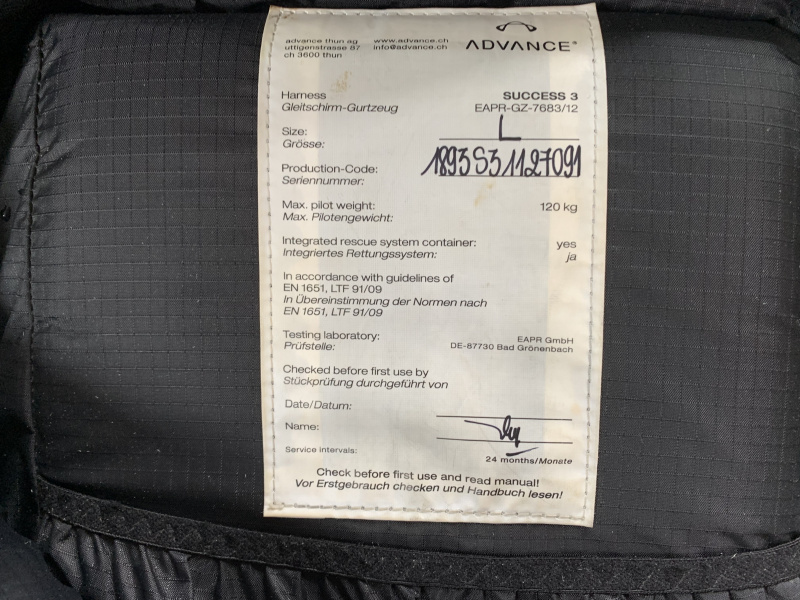 advance thun ag www.advance.ch
uttigenstrasse 87 info@advance.ch
ch 3600 thun
ADVANCE®
Harness SUCCESS 3
Gleitschirm-Gurtzeug EAPR-GZ-7683/12
Size: L
Grösse:
Production-Code: 1893S31127091
Seriennummer:
Max. pilot weight: 120 kg
Max. Pilotengewicht:
Integrated rescue system container: yes
Integriertes Rettungssystem: ja
In accordance with guidelines of
EN 1651, LTF 91/09
In Übereinstimmung der Normen nach
EN 1651, LTF 91/09
Testing laboratory: EAPR GmbH
Prüfstelle: DE-87730 Bad Grönenbach
Checked before first use by
Stückprüfung durchgeführt von
Date/Datum:
Name:
Service intervals: 24 months/Monate
Check before first use and read manual!
Vor Erstgebrauch checken und Handbuch lesen!